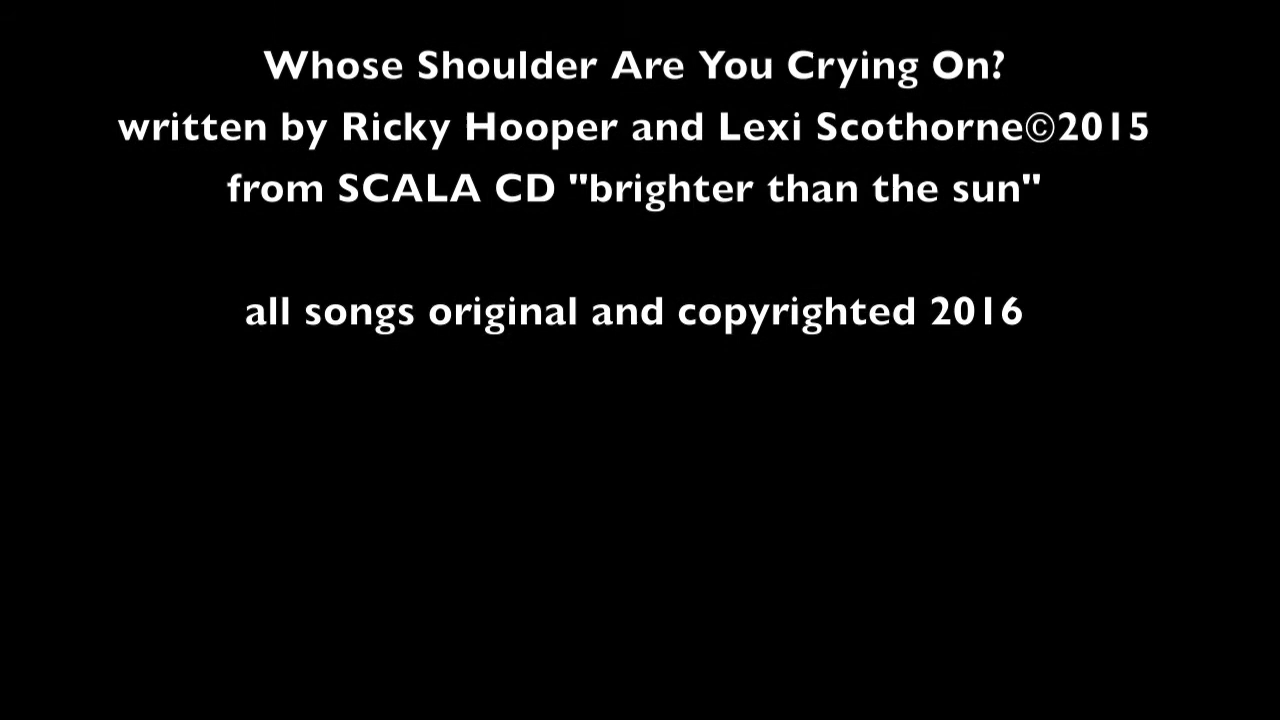 Whose Shoulder Are You Crying On?
written by Ricky Hooper and Lexi Scothorne©2015
from SCALA CD "brighter than the sun"
all songs original and copyrighted 2016